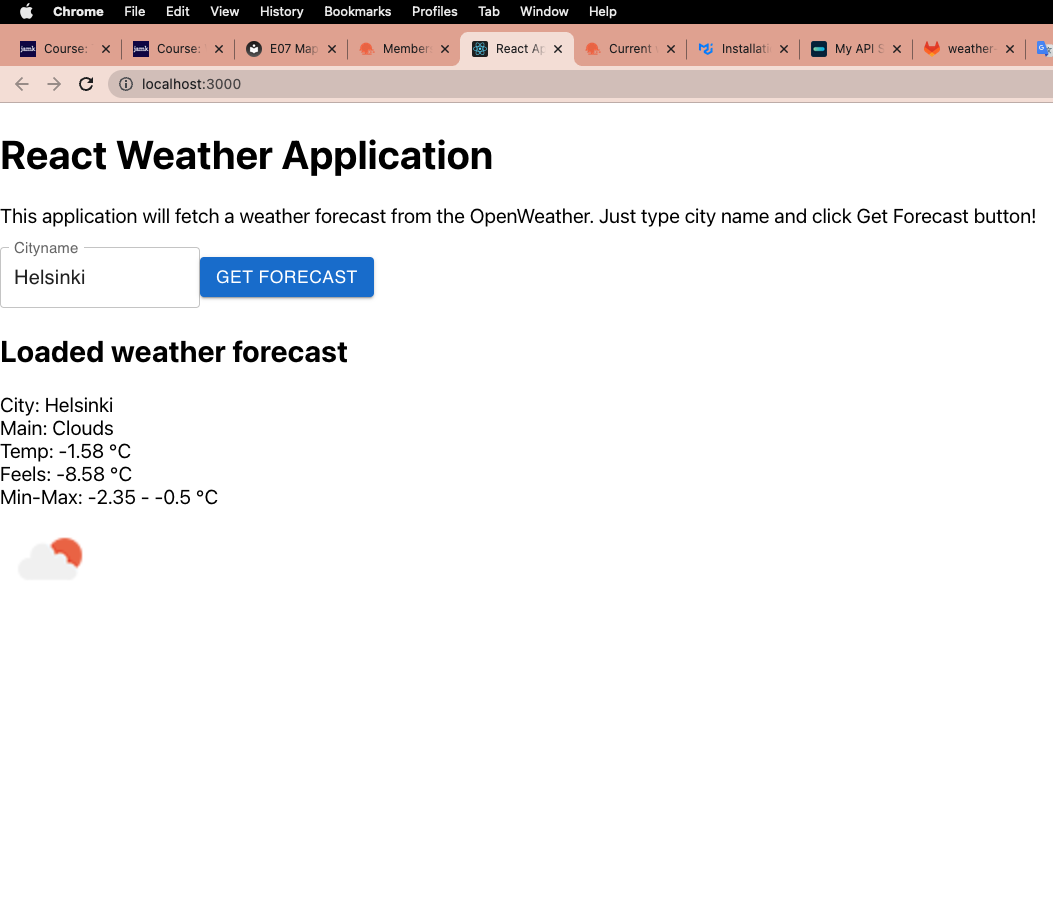 Chrome File Edit View History Bookmarks Profiles Tab Window Help
jamk Course: jamk Course: E07 Map Member React Ap Current Installati My API S weather-
localhost:3000
React Weather Application
This application will fetch a weather forecast from the OpenWeather. Just type city name and click Get Forecast button!
Cityname
Helsinki
GET FORECAST
Loaded weather forecast
City: Helsinki
Main: Clouds
Temp: -1.58 °C
Feels: -8.58 °C
Min-Max: -2.35 - -0.5 °C